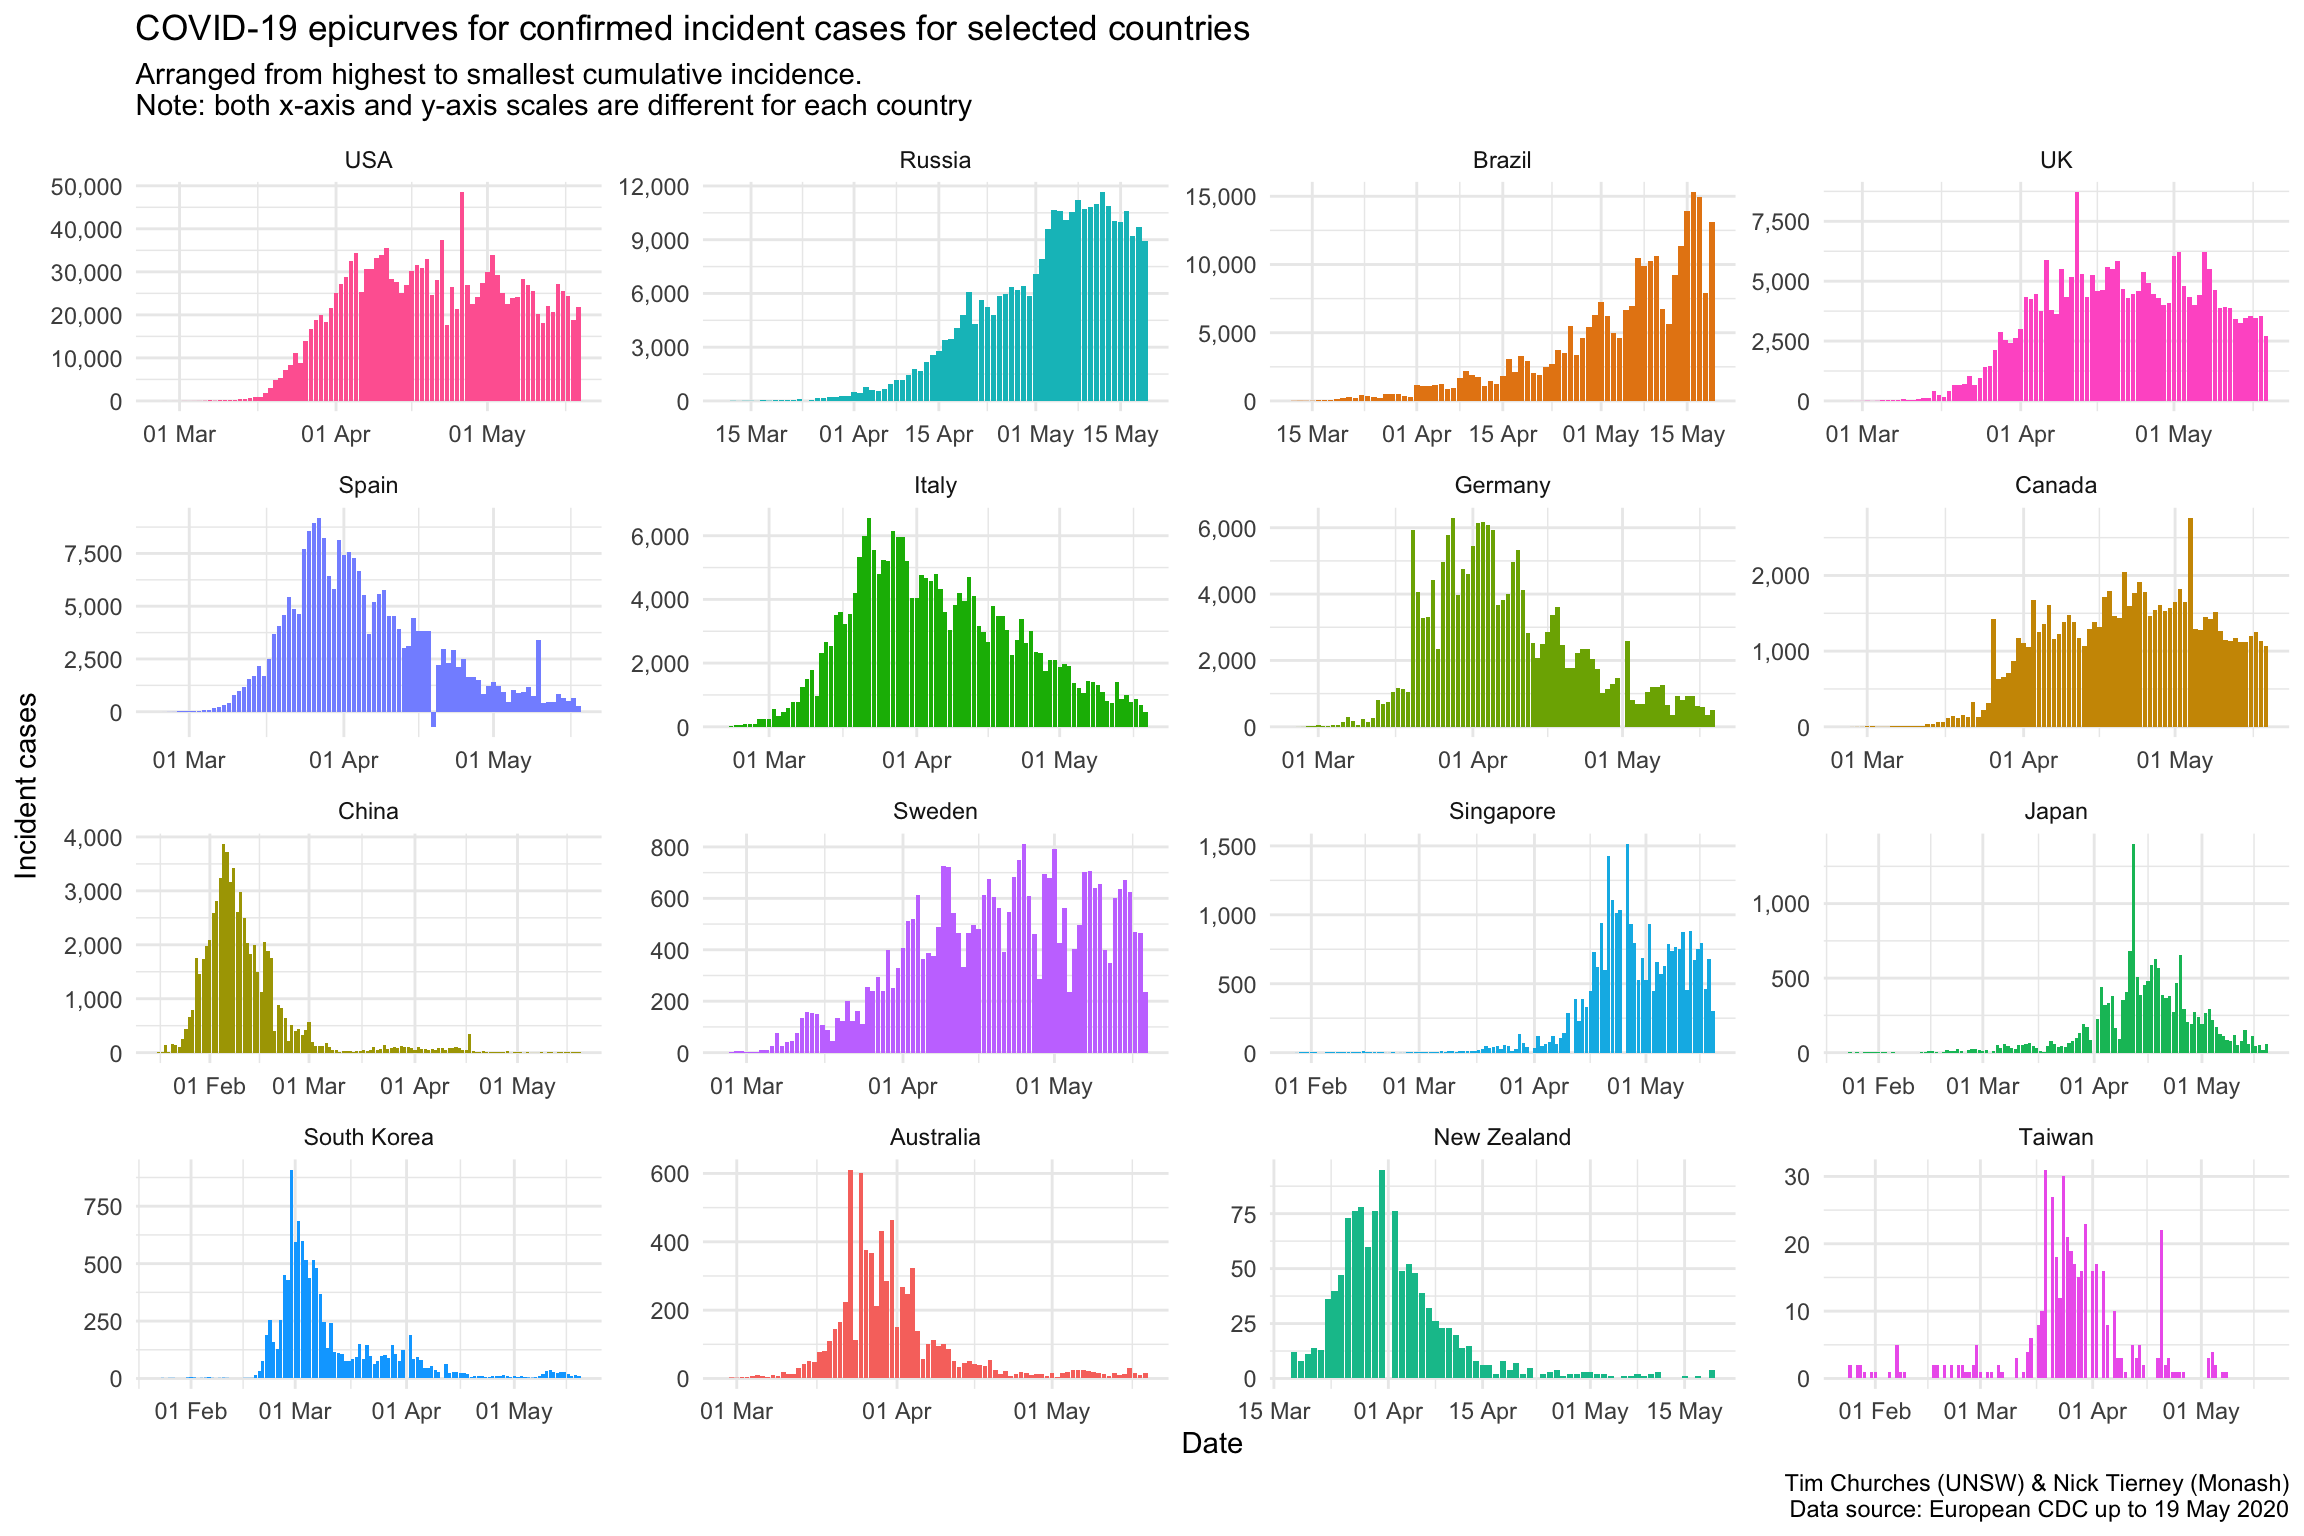 COVID-19 epicurves for confirmed incident cases for selected countries
Arranged from highest to smallest cumulative incidence.
Note: both x-axis and y-axis scales are different for each country
USA
50,000
40,000
30,000
20,000
10,000
0
01 Mar 01 Apr 01 May
Russia
12,000
9,000
6,000
3,000
0
15 Mar 01 Apr 15 Apr 01 May 15 May
Brazil
15,000
10,000
5,000
0
15 Mar 01 Apr 15 Apr 01 May 15 May
UK
7,500
5,000
2,500
0
01 Mar 01 Apr 01 May
Spain
7,500
5,000
2,500
0
01 Mar 01 Apr 01 May
Italy
6,000
4,000
2,000
0
01 Mar 01 Apr 01 May
Germany
6,000
4,000
2,000
0
01 Mar 01 Apr 01 May
Canada
2,000
1,000
0
01 Mar 01 Apr 01 May
Incident cases
China
4,000
3,000
2,000
1,000
0
01 Feb 01 Mar 01 Apr 01 May
Sweden
800
600
400
200
0
01 Mar 01 Apr 01 May
Singapore
1,500
1,000
500
0
01 Feb 01 Mar 01 Apr 01 May
Japan
1,000
500
0
01 Feb 01 Mar 01 Apr 01 May
South Korea
750
500
250
0
01 Feb 01 Mar 01 Apr 01 May
Australia
600
400
200
0
01 Mar 01 Apr 01 May
New Zealand
75
50
25
0
15 Mar 01 Apr 15 Apr 01 May 15 May
Taiwan
30
20
10
0
01 Feb 01 Mar 01 Apr 01 May
Date
Tim Churches (UNSW) & Nick Tierney (Monash)
Data source: European CDC up to 19 May 2020